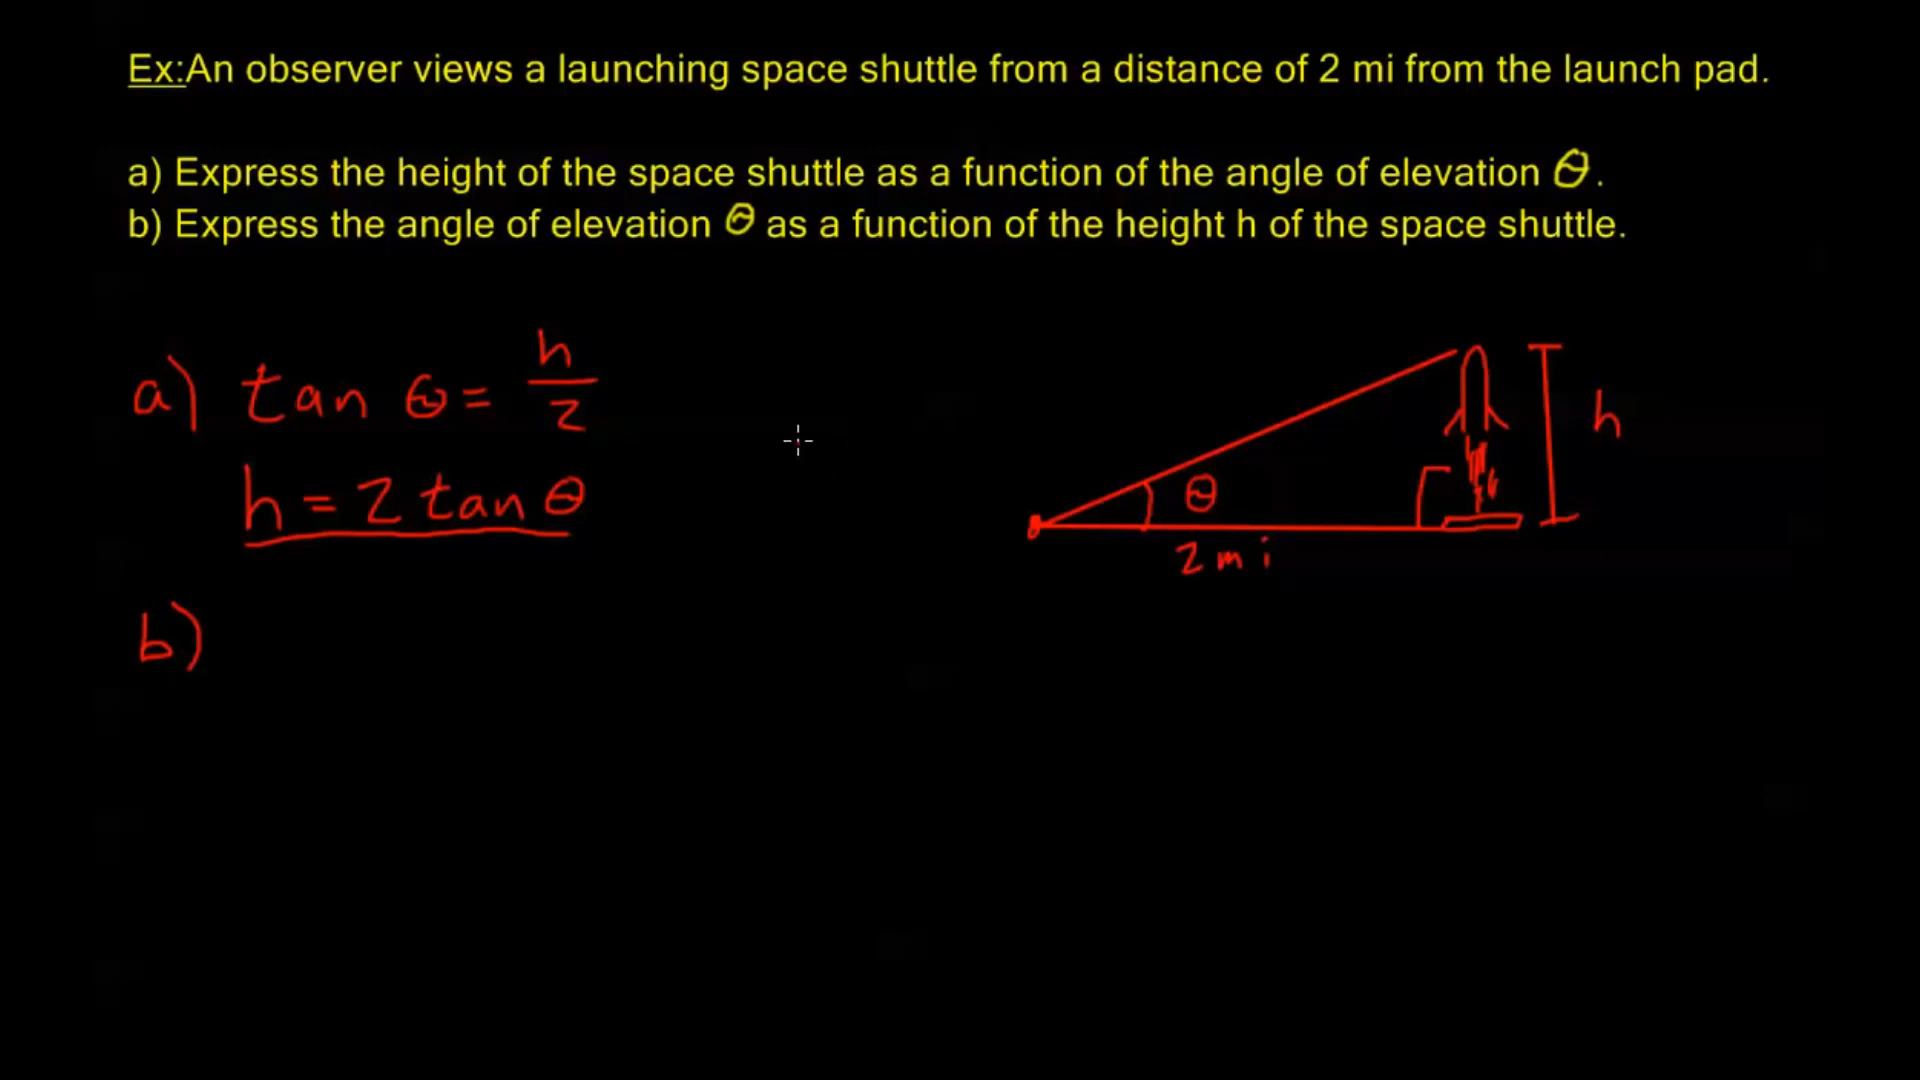 Ex:An observer views a launching space shuttle from a distance of 2 mi from the launch pad.
a) Express the height of the space shuttle as a function of the angle of elevation θ.
b) Express the angle of elevation θ as a function of the height h of the space shuttle.
a) tan θ = h/2
h = 2 tan θ
b)
h
θ
2 mi